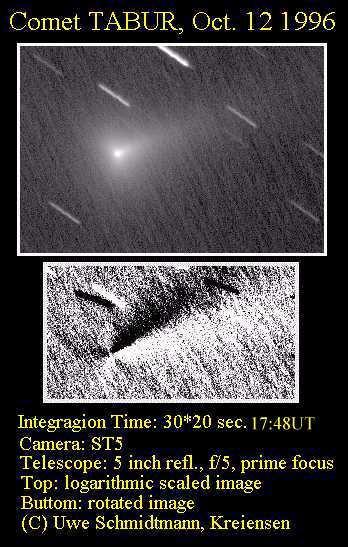 Comet TABUR, Oct. 12 1996
Integragion Time: 30*20 sec. 17:48UT
Camera: ST5
Telescope: 5 inch refl., f/5, prime focus
Top: logarithmic scaled image
Buttom: rotated image
(C) Uwe Schmidtmann, Kreiensen